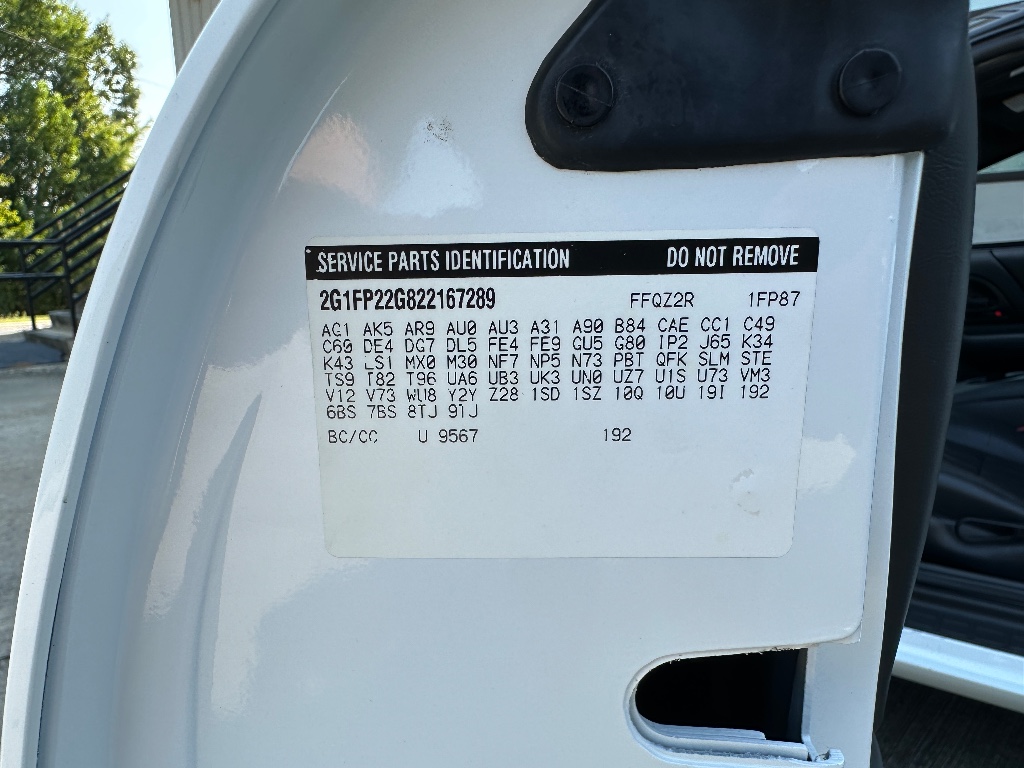 SERVICE PARTS IDENTIFICATION DO NOT REMOVE
2G1FP22G822167289 FFQZ2R 1FP87
AG1 AK5 AR9 AU0 AU3 A31 A90 B84 CAE CC1 C49
C60 DE4 DG7 DL5 FE4 FE9 GU5 G80 IP2 J65 K34
K43 LS1 MX0 M30 NF7 NP5 N73 PBT QFK SLM STE
TS9 T82 T96 UA6 UB3 UK3 UN0 UZ7 U1S U73 VM3
V12 V73 WU8 Y2Y Z28 1SD 1SZ 10Q 10U 19I 192
6BS 7BS 8TJ 9TJ
BC/CC U 9567 192